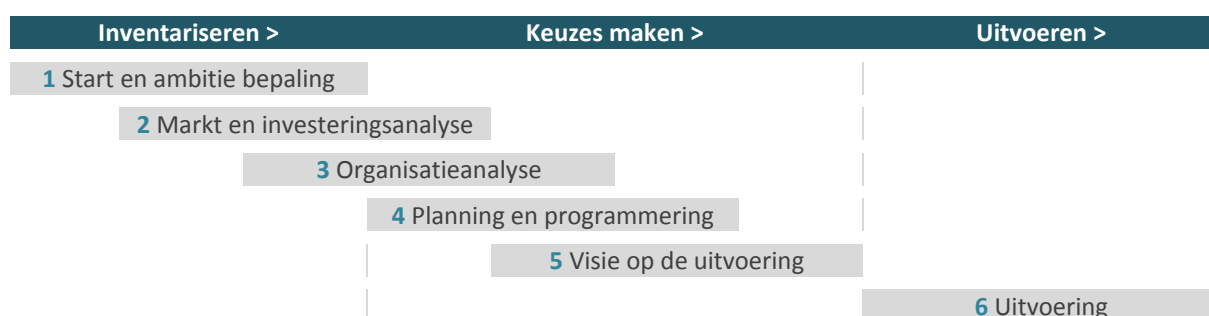 Inventariseren > Keuzes maken > Uitvoeren >
1 Start en ambitie bepaling
2 Markt en investeringsanalyse
3 Organisatieanalyse
4 Planning en programmering
5 Visie op de uitvoering
6 Uitvoering